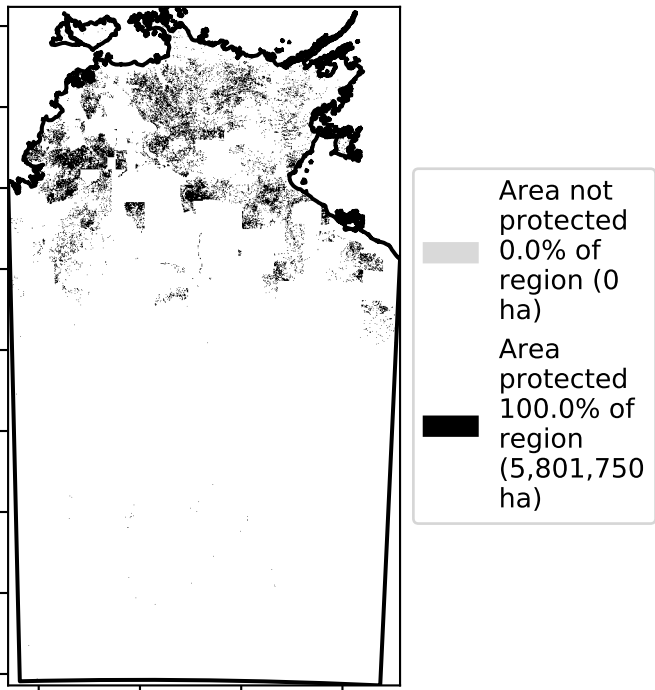 Area not
protected
0.0% of
region (0
ha)
Area
protected
100.0% of
region
(5,801,750
ha)